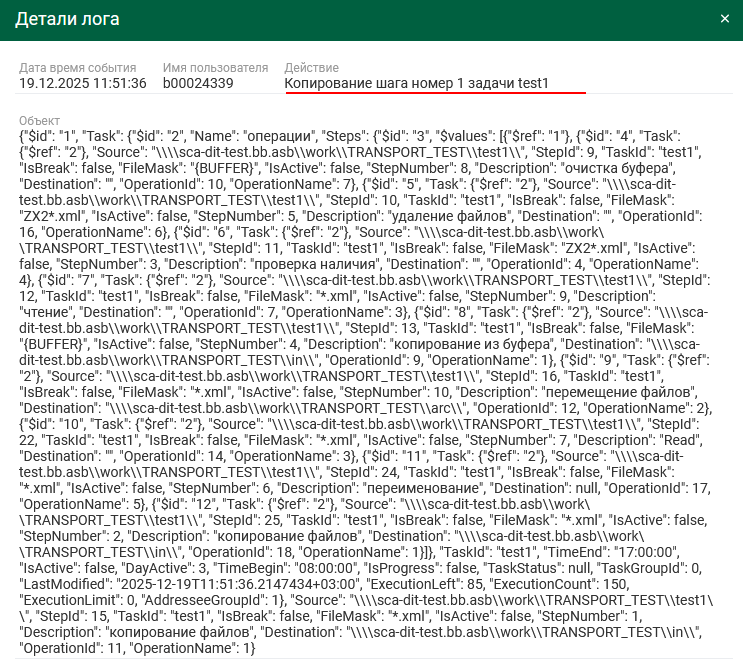 Детали лога
×
Дата время события Имя пользователя Действие
19.12.2025 11:51:36 b00024339 Копирование шага номер 1 задачи test1
Объект
{"$id": "1", "Task": {"$id": "2", "Name": "операции", "Steps": {"$id": "3", "$values": [{"$ref": "1"}, {"$id": "4", "Task":
{"$ref": "2"}, "Source": "\\\\sca-dit-test.bb.asb\\work\\TRANSPORT_TEST\\test1\\", "StepId": 9, "TaskId": "test1",
"IsBreak": false, "FileMask": "{BUFFER}", "IsActive": false, "StepNumber": 8, "Description": "очистка буфера",
"Destination": "", "OperationId": 10, "OperationName": 7}, {"$id": "5", "Task": {"$ref": "2"}, "Source": "\\\\sca-dit-
test.bb.asb\\work\\TRANSPORT_TEST\\test1\\", "StepId": 10, "TaskId": "test1", "IsBreak": false, "FileMask":
"ZX2*.xml", "IsActive": false, "StepNumber": 5, "Description": "удаление файлов", "Destination": "", "OperationId":
16, "OperationName": 6}, {"$id": "6", "Task": {"$ref": "2"}, "Source": "\\\\sca-dit-test.bb.asb\\work\
\TRANSPORT_TEST\\test1\\", "StepId": 11, "TaskId": "test1", "IsBreak": false, "FileMask": "ZX2*.xml", "IsActive":
false, "StepNumber": 3, "Description": "проверка наличия", "Destination": "", "OperationId": 4, "OperationName":
4}, {"$id": "7", "Task": {"$ref": "2"}, "Source": "\\\\sca-dit-test.bb.asb\\work\\TRANSPORT_TEST\\test1\\", "StepId":
12, "TaskId": "test1", "IsBreak": false, "FileMask": "*.xml", "IsActive": false, "StepNumber": 9, "Description":
"чтение", "Destination": "", "OperationId": 7, "OperationName": 3}, {"$id": "8", "Task": {"$ref": "2"}, "Source": "\\\\sca-
dit-test.bb.asb\\work\\TRANSPORT_TEST\\test1\\", "StepId": 13, "TaskId": "test1", "IsBreak": false, "FileMask":
"{BUFFER}", "IsActive": false, "StepNumber": 4, "Description": "копирование из буфера", "Destination": "\\\\sca-
dit-test.bb.asb\\work\\TRANSPORT_TEST\\in\\", "OperationId": 9, "OperationName": 1}, {"$id": "9", "Task": {"$ref":
"2"}, "Source": "\\\\sca-dit-test.bb.asb\\work\\TRANSPORT_TEST\\test1\\", "StepId": 16, "TaskId": "test1",
"IsBreak": false, "FileMask": "*.xml", "IsActive": false, "StepNumber": 10, "Description": "перемещение файлов",
"Destination": "\\\\sca-dit-test.bb.asb\\work\\TRANSPORT_TEST\\arc\\", "OperationId": 12, "OperationName": 2},
{"$id": "10", "Task": {"$ref": "2"}, "Source": "\\\\sca-dit-test.bb.asb\\work\\TRANSPORT_TEST\\test1\\", "StepId":
22, "TaskId": "test1", "IsBreak": false, "FileMask": "*.xml", "IsActive": false, "StepNumber": 7, "Description": "Read",
"Destination": "", "OperationId": 14, "OperationName": 3}, {"$id": "11", "Task": {"$ref": "2"}, "Source": "\\\\sca-dit-
test.bb.asb\\work\\TRANSPORT_TEST\\test1\\", "StepId": 24, "TaskId": "test1", "IsBreak": false, "FileMask":
"*.xml", "IsActive": false, "StepNumber": 6, "Description": "переименование", "Destination": null, "OperationId": 17,
"OperationName": 5}, {"$id": "12", "Task": {"$ref": "2"}, "Source": "\\\\sca-dit-test.bb.asb\\work\
\TRANSPORT_TEST\\test1\\", "StepId": 25, "TaskId": "test1", "IsBreak": false, "FileMask": "*.xml", "IsActive": false,
"StepNumber": 2, "Description": "копирование файлов", "Destination": "\\\\sca-dit-test.bb.asb\\work\
\TRANSPORT_TEST\\in\\", "OperationId": 18, "OperationName": 1}]}, "TaskId": "test1", "TimeEnd": "17:00:00",
"IsActive": false, "DayActive": 3, "TimeBegin": "08:00:00", "IsProgress": false, "TaskStatus": null, "TaskGroupId": 0,
"LastModified": "2025-12-19T11:51:36.2147434+03:00", "ExecutionLeft": 85, "ExecutionCount": 150,
"ExecutionLimit": 0, "AddresseeGroupId": 1}, "Source": "\\\\sca-dit-test.bb.asb\\work\\TRANSPORT_TEST\\test1\
\", "StepId": 15, "TaskId": "test1", "IsBreak": false, "FileMask": "*.xml", "IsActive": false, "StepNumber": 1,
"Description": "копирование файлов", "Destination": "\\\\sca-dit-test.bb.asb\\work\\TRANSPORT_TEST\\in\\",
"OperationId": 11, "OperationName": 1}